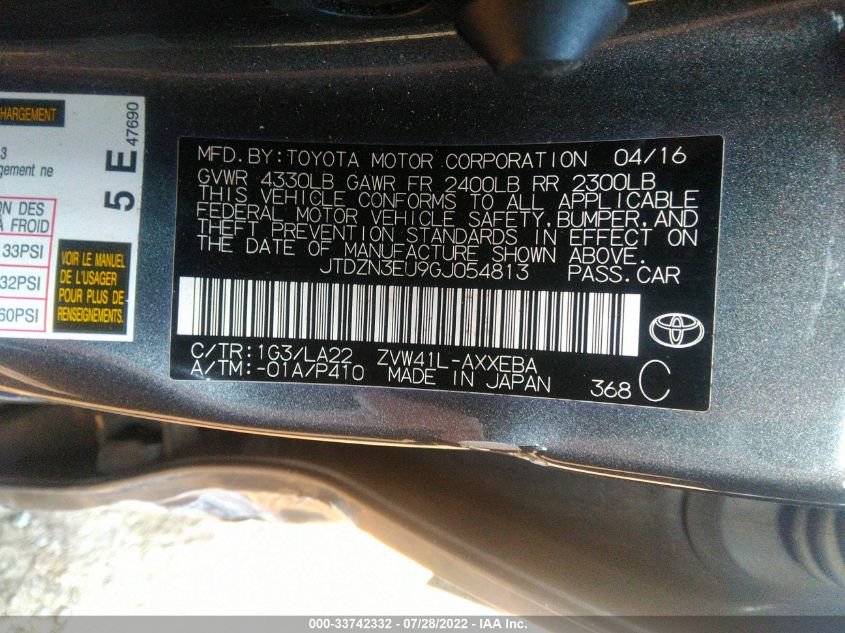 CHARGEMENT
3
gement ne
ON DES
À FROID
33PSI
32PSI
60PSI
5 E
47690
VOIR LE MANUEL
DE L'USAGER
POUR PLUS DE
RENSEIGNEMENTS.
MFD. BY: TOYOTA MOTOR CORPORATION 04/16
GVWR 4330LB GAWR FR 2400LB RR 2300LB
THIS VEHICLE CONFORMS TO ALL APPLICABLE
FEDERAL MOTOR VEHICLE SAFETY, BUMPER, AND
THEFT PREVENTION STANDARDS IN EFFECT ON
THE DATE OF MANUFACTURE SHOWN ABOVE.
JTDZN3EU9GJ054813 PASS. CAR
C/TR: 1G3/LA22 ZVW41L-AXXEBA
A/TM: -01A/P410 MADE IN JAPAN
368 C
000-33742332 - 07/28/2022 - IAA Inc.